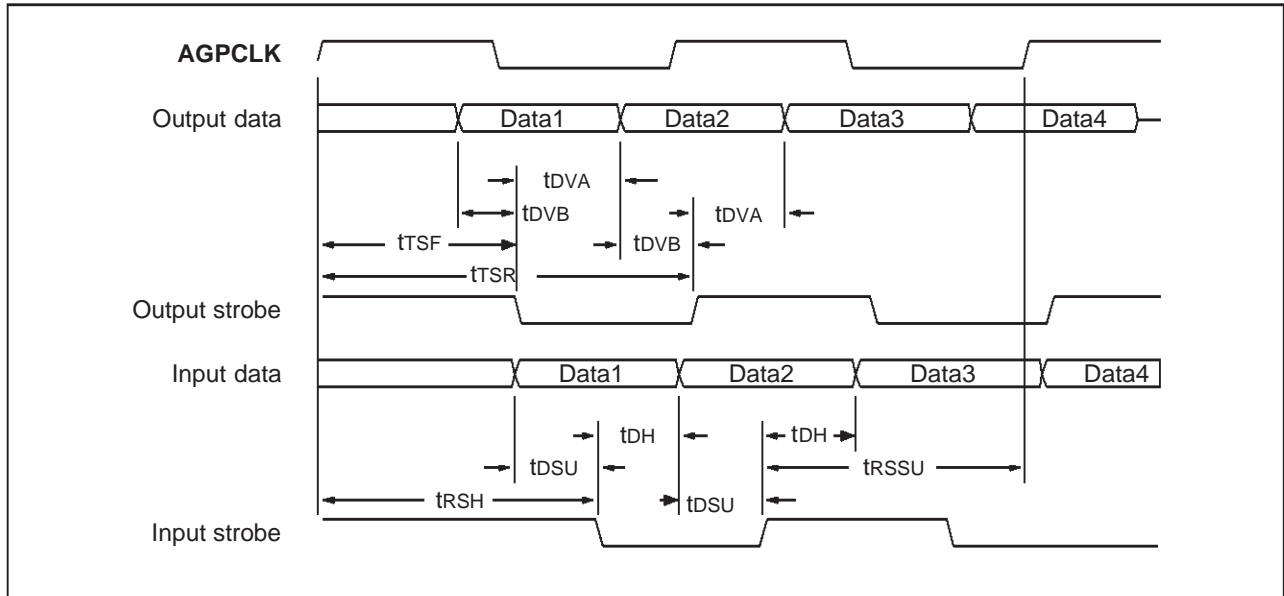 AGPCLK
Output data
Data1 Data2 Data3 Data4
tDVA
tDVB tDVA
tTSF tDVB
tTSR
Output strobe
Input data
Data1 Data2 Data3 Data4
tDH tDH
tDSU tRSSU
tRSH tDSU
Input strobe